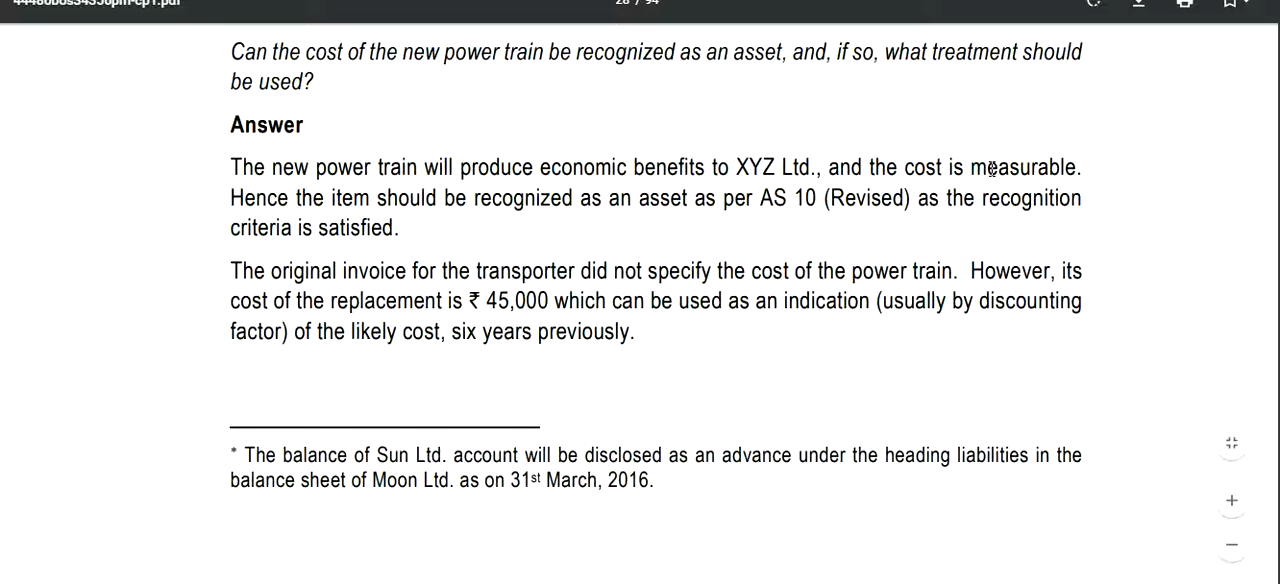 Can the cost of the new power train be recognized as an asset, and, if so, what treatment should
be used?
Answer
The new power train will produce economic benefits to XYZ Ltd., and the cost is measurable.
Hence the item should be recognized as an asset as per AS 10 (Revised) as the recognition
criteria is satisfied.
The original invoice for the transporter did not specify the cost of the power train. However, its
cost of the replacement is ₹ 45,000 which can be used as an indication (usually by discounting
factor) of the likely cost, six years previously.
* The balance of Sun Ltd. account will be disclosed as an advance under the heading liabilities in the
balance sheet of Moon Ltd. as on 31st March, 2016.